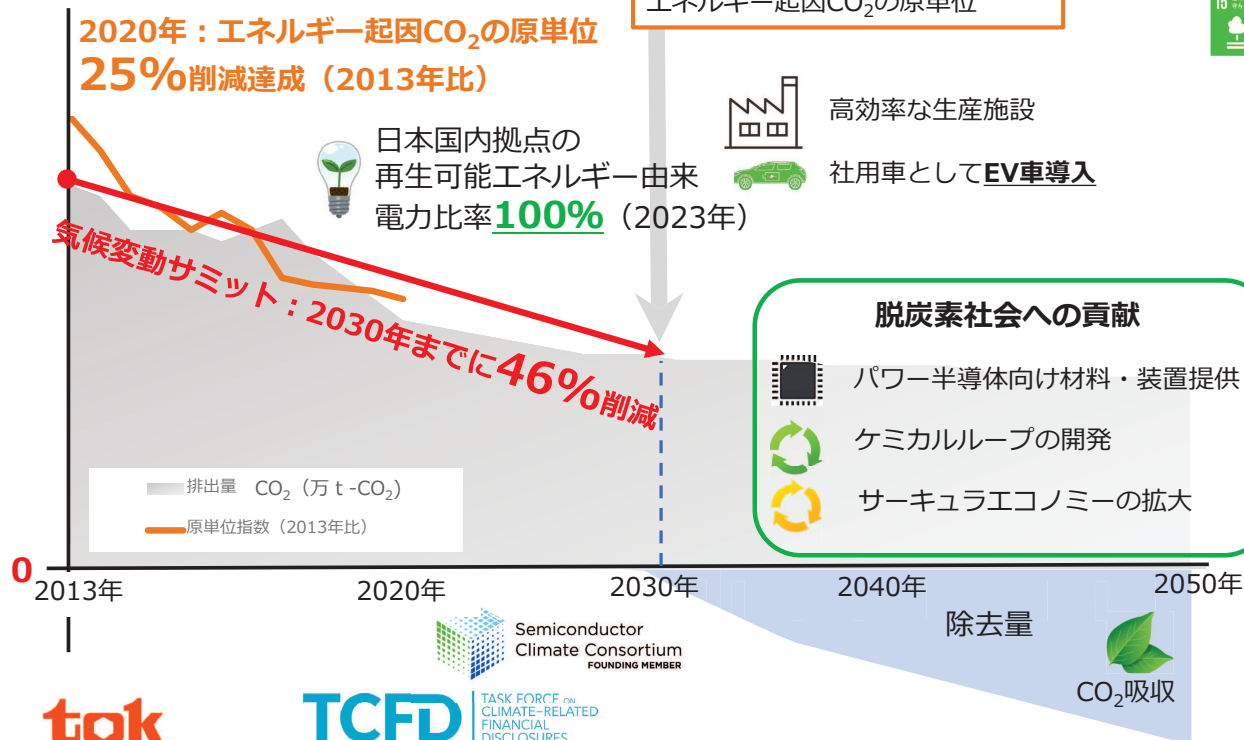 エネルギー起因CO₂の原単位
15
2020年：エネルギー起因CO₂の原単位
25%削減達成（2013年比）
日本国内拠点の
再生可能エネルギー由来
電力比率100%（2023年）
高効率な生産施設
社用車としてEV車導入
気候変動サミット：2030年までに46%削減
脱炭素社会への貢献
パワー半導体向け材料・装置提供
ケミカルループの開発
サーキュラエコノミーの拡大
排出量 CO₂（万ｔ-CO₂）
原単位指数（2013年比）
0
2013年
2020年
2030年
2040年
2050年
除去量
CO₂吸収
Semiconductor
Climate Consortium
FOUNDING MEMBER
tok
TCFD
TASK FORCE ON
CLIMATE-RELATED
FINANCIAL
DISCLOSURES